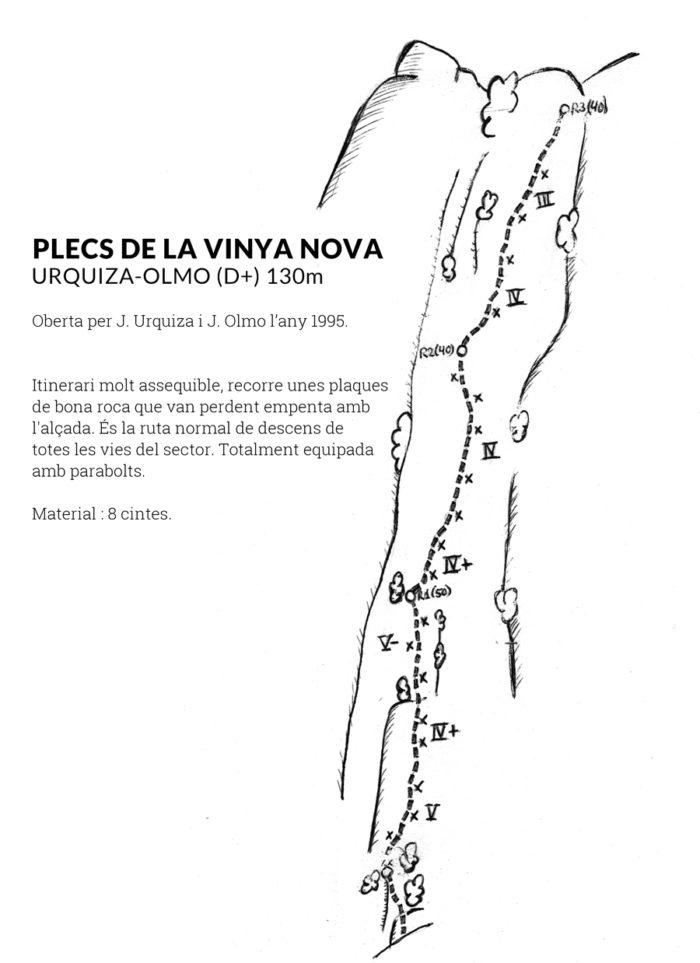 PLECS DE LA VINYA NOVA
URQUIZA-OLMO (D+) 130m
Oberta per J. Urquiza i J. Olmo l’any 1995.
Itinerari molt assequible, recorre unes plaques
de bona roca que van perdent empenta amb
l'alçada. És la ruta normal de descens de
totes les vies del sector. Totalment equipada
amb parabolts.
Material : 8 cintes.
R3(40)
III
IV
R2(40)
IV
IV+
R1(50)
V-
IV+
V